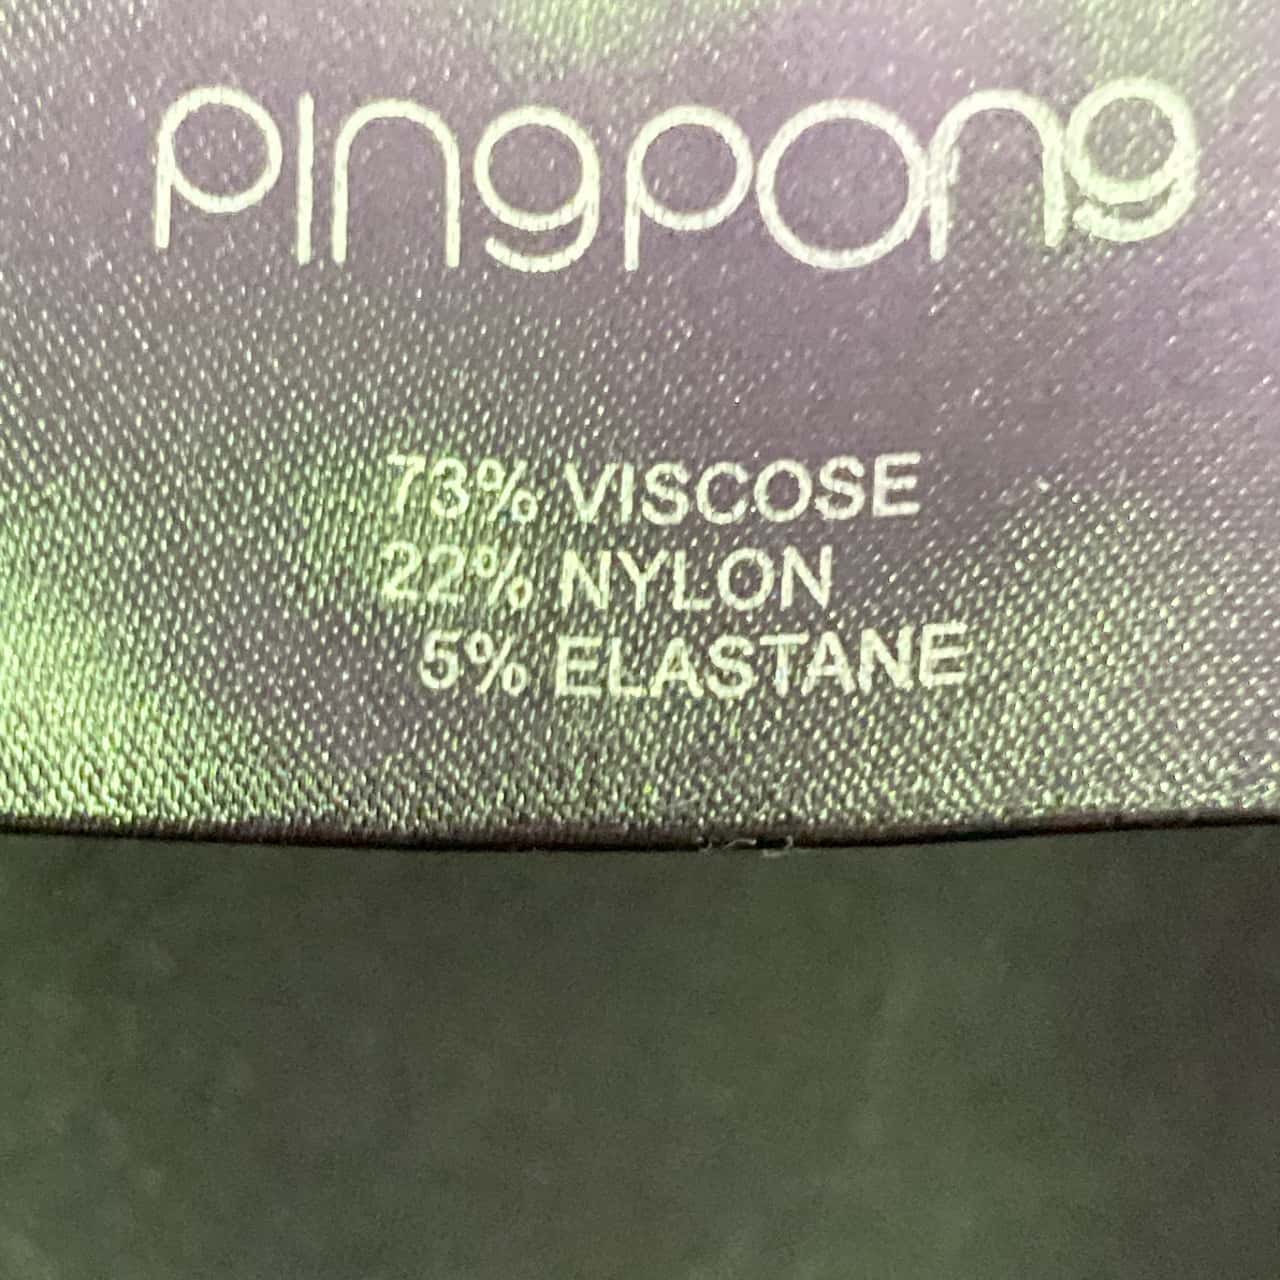 pingpong
73% VISCOSE
22% NYLON
5% ELASTANE